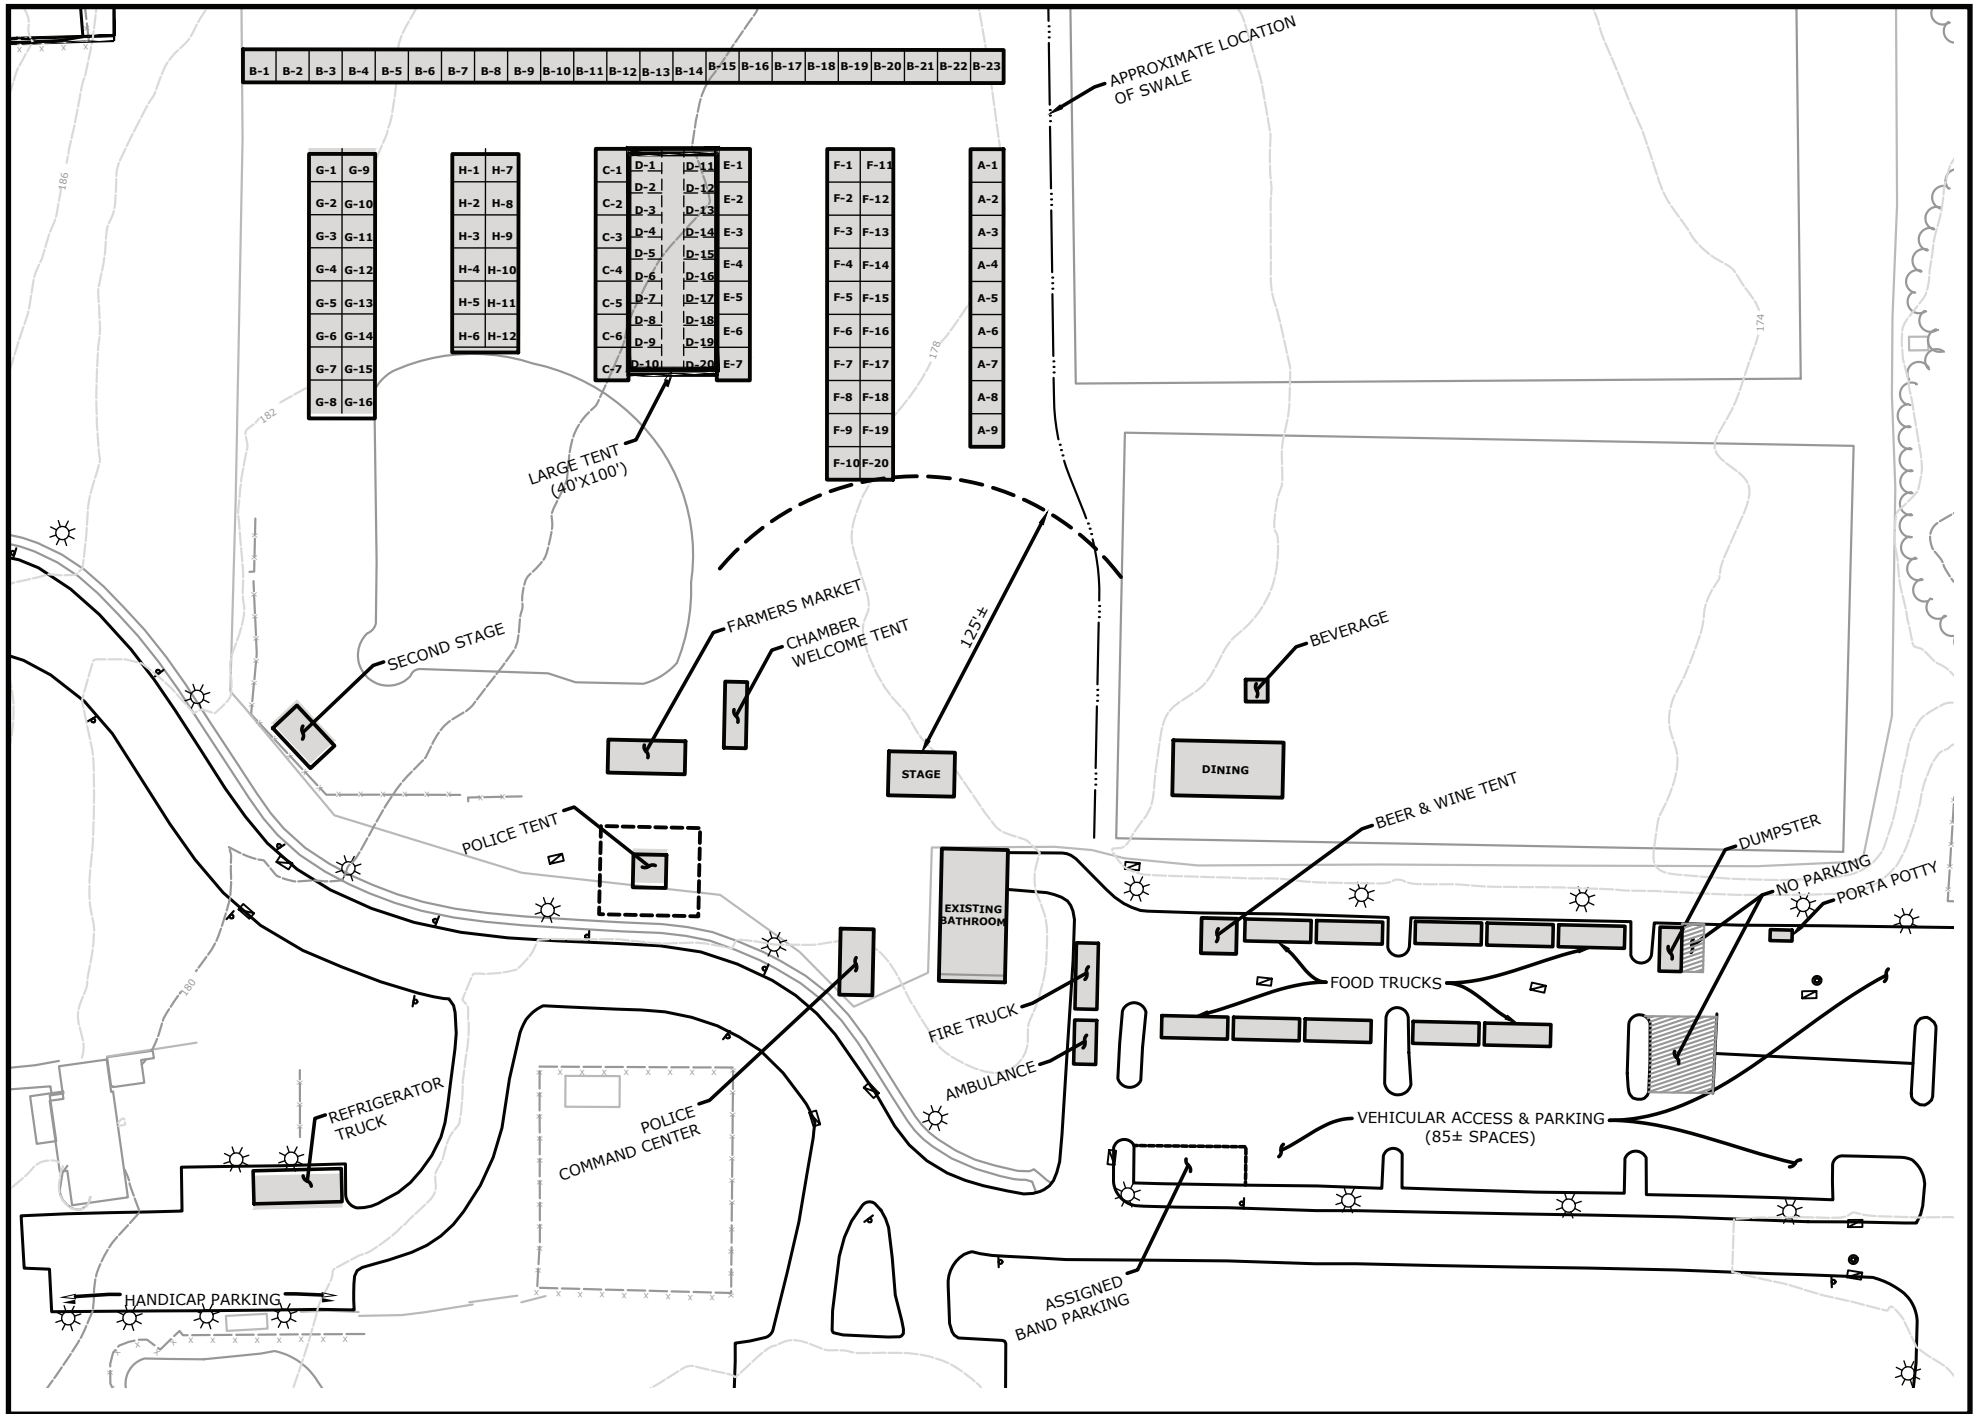 B-1 B-2 B-3 B-4 B-5 B-6 B-7 B-8 B-9 B-10 B-11 B-12 B-13 B-14 B-15 B-16 B-17 B-18 B-19 B-20 B-21 B-22 B-23
APPROXIMATE LOCATION
OF SWALE
186
G-1 G-9
G-2 G-10
G-3 G-11
G-4 G-12
G-5 G-13
G-6 G-14
G-7 G-15
G-8 G-16
H-1 H-7
H-2 H-8
H-3 H-9
H-4 H-10
H-5 H-11
H-6 H-12
C-1
C-2
C-3
C-4
C-5
C-6
C-7
D-1 D-11
D-2 D-12
D-3 D-13
D-4 D-14
D-5 D-15
D-6 D-16
D-7 D-17
D-8 D-18
D-9 D-19
D-10 D-20
E-1
E-2
E-3
E-4
E-5
E-6
E-7
F-1 F-11
F-2 F-12
F-3 F-13
F-4 F-14
F-5 F-15
F-6 F-16
F-7 F-17
F-8 F-18
F-9 F-19
F-10 F-20
A-1
A-2
A-3
A-4
A-5
A-6
A-7
A-8
A-9
178
174
182
LARGE TENT
(40'X100')
125'±
SECOND STAGE
FARMERS MARKET
CHAMBER
WELCOME TENT
BEVERAGE
STAGE
DINING
POLICE TENT
BEER & WINE TENT
DUMPSTER
NO PARKING
PORTA POTTY
EXISTING
BATHROOM
180
FIRE TRUCK
FOOD TRUCKS
AMBULANCE
REFRIGERATOR
TRUCK
POLICE
COMMAND CENTER
VEHICULAR ACCESS & PARKING
(85± SPACES)
HANDICAP PARKING
ASSIGNED
BAND PARKING